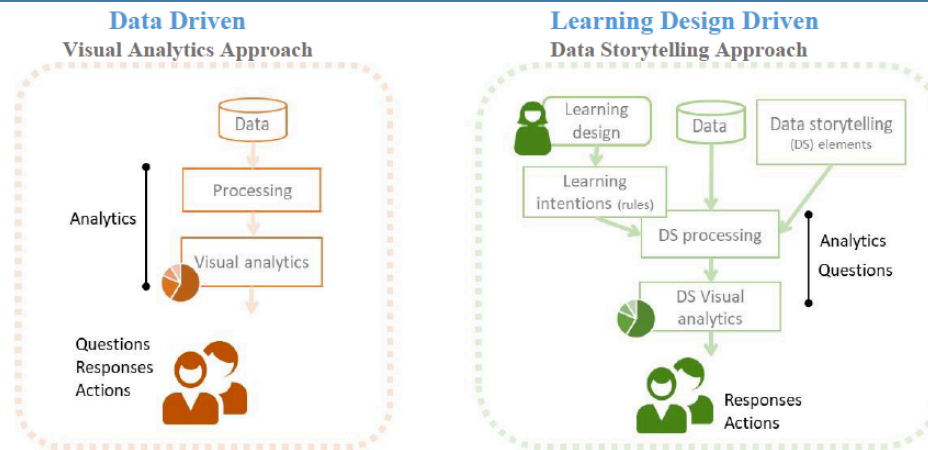 Data Driven
Visual Analytics Approach
Data
Processing
Analytics
Visual analytics
Questions
Responses
Actions
Learning Design Driven
Data Storytelling Approach
Learning
design
Data
Data storytelling
(DS) elements
Learning
intentions (rules)
DS processing
Analytics
Questions
DS Visual
analytics
Responses
Actions